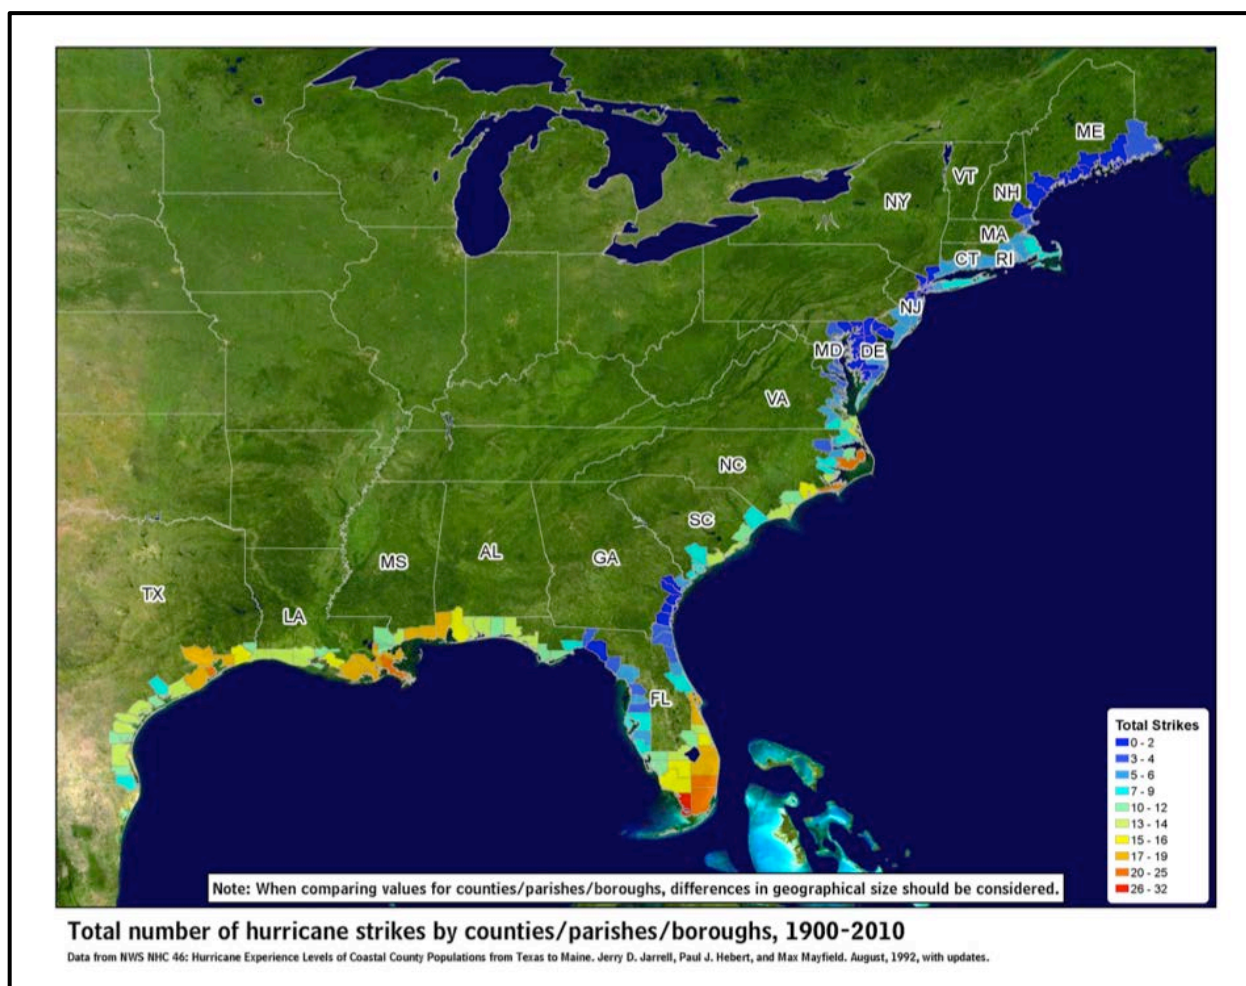 ME
VT
NH
NY
MA
CT RI
NJ
MD DE
VA
NC
SC
MS AL GA
TX
LA
FL
Total Strikes
0 - 2
3 - 4
5 - 6
7 - 9
10 - 12
13 - 14
15 - 16
17 - 19
20 - 25
26 - 32
Note: When comparing values for counties/parishes/boroughs, differences in geographical size should be considered.
Total number of hurricane strikes by counties/parishes/boroughs, 1900-2010
Data from NWS NHC 46: Hurricane Experience Levels of Coastal County Populations from Texas to Maine. Jerry D. Jarrell, Paul J. Hebert, and Max Mayfield. August, 1992, with updates.